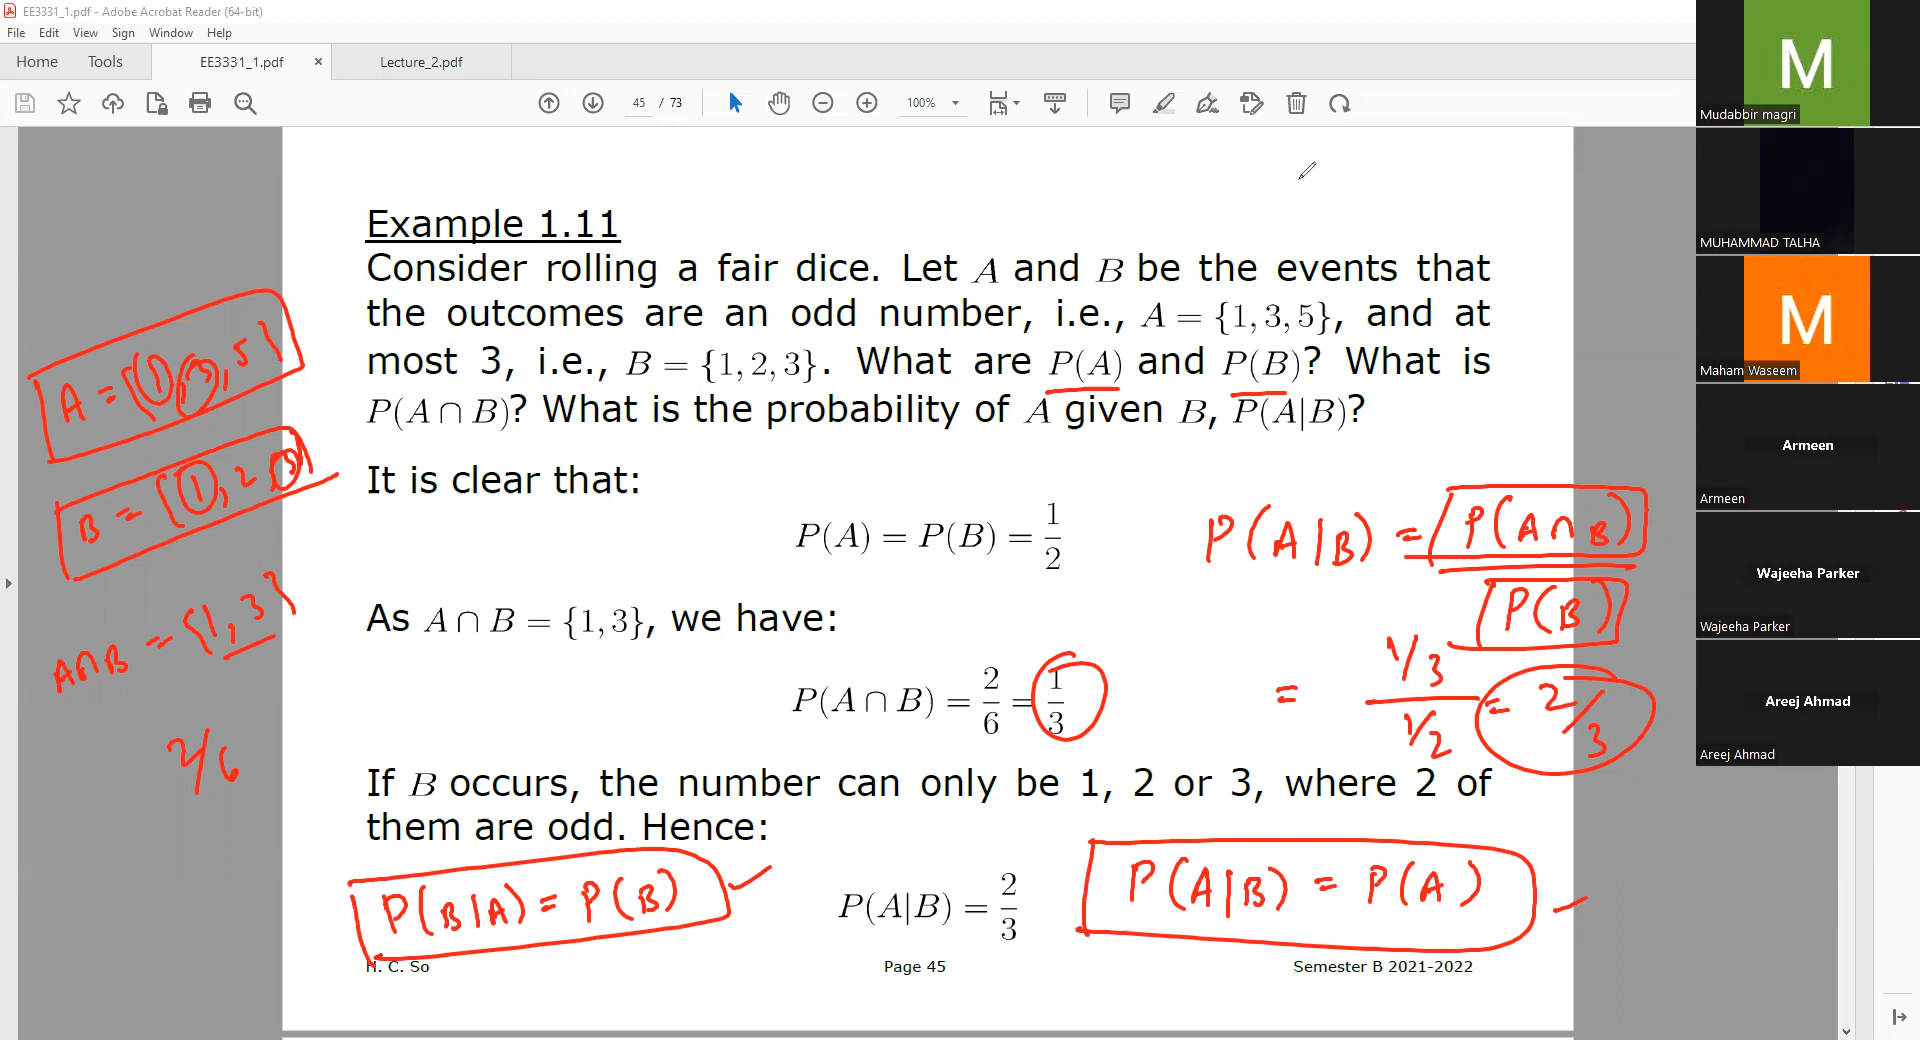 EE3331_1.pdf - Adobe Acrobat Reader (64-bit)
File Edit View Sign Window Help
Home Tools EE3331_1.pdf × Lecture_2.pdf
45 / 73 100%
Example 1.11
Consider rolling a fair dice. Let A and B be the events that
the outcomes are an odd number, i.e., A = {1, 3, 5}, and at
most 3, i.e., B = {1, 2, 3}. What are P(A) and P(B)? What is
P(A ∩ B)? What is the probability of A given B, P(A|B)?
It is clear that:
P(A) = P(B) = 1/2
As A ∩ B = {1, 3}, we have:
P(A ∩ B) = 2/6 = 1/3
If B occurs, the number can only be 1, 2 or 3, where 2 of
them are odd. Hence:
P(A|B) = 2/3
H. C. So Page 45 Semester B 2021-2022
A = {1, 3, 5}
B = {1, 2, 3}
A∩B = {1, 3}
2/6
P(A|B) = P(A∩B) / P(B)
= 1/3 / 1/2 = 2/3
P(B|A) = P(B)
P(A|B) = P(A)
M
Mudabbir magri
MUHAMMAD TALHA
M
Maham Waseem
Armeen
Armeen
Wajeeha Parker
Wajeeha Parker
Areej Ahmad
Areej Ahmad